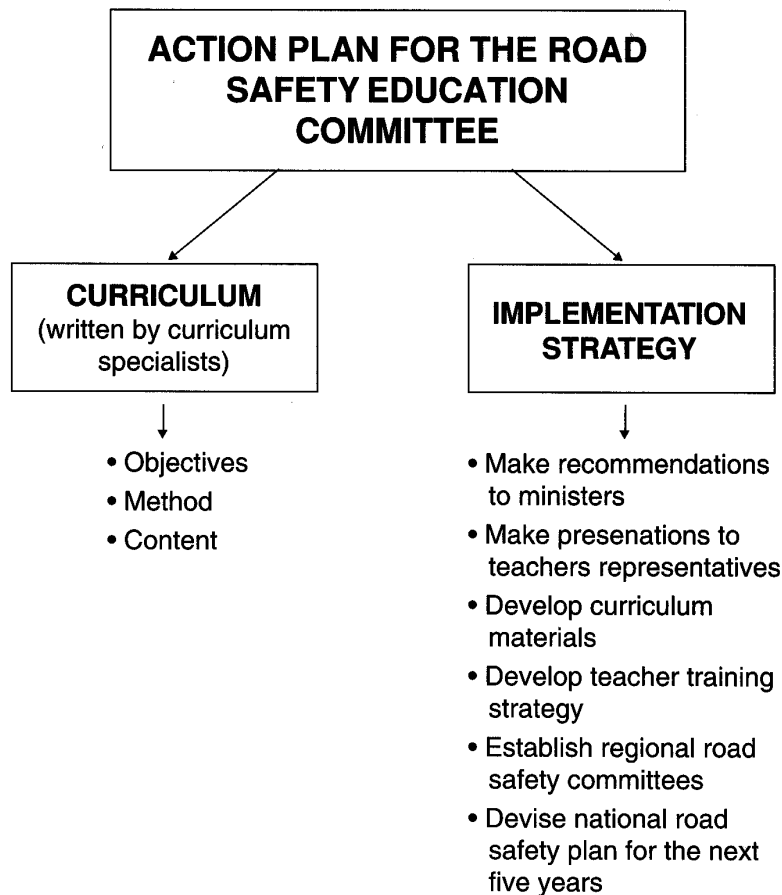 ACTION PLAN FOR THE ROAD
SAFETY EDUCATION
COMMITTEE
CURRICULUM
(written by curriculum
specialists)
• Objectives
• Method
• Content
IMPLEMENTATION
STRATEGY
• Make recommendations
to ministers
• Make presenations to
teachers representatives
• Develop curriculum
materials
• Develop teacher training
strategy
• Establish regional road
safety committees
• Devise national road
safety plan for the next
five years